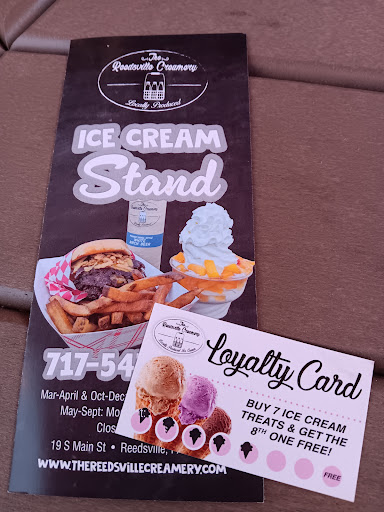 The
Reedsville Creamery
Locally Produced
ICE CREAM
Stand
717-54
Mar-April & Oct-Dec
May-Sept:
Clos
19 S Main St • Reedsville,
WWW.THEREEDSVILLECREAMERY.COM
The
Reedsville Creamery
Loyalty Card
BUY 7 ICE CREAM
TREATS & GET THE
8TH ONE FREE!
FREE